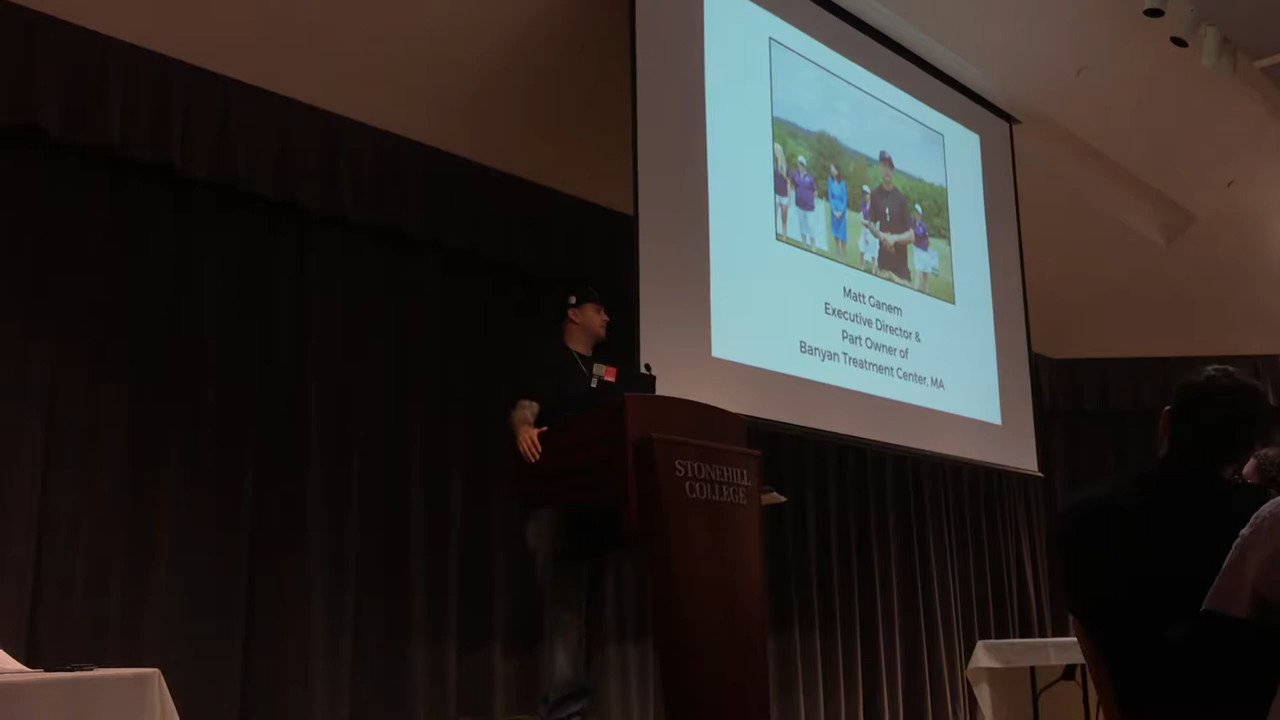 Matt Ganem
Executive Director &
Part Owner of
Banyan Treatment Center, MA
STONEHILL
COLLEGE